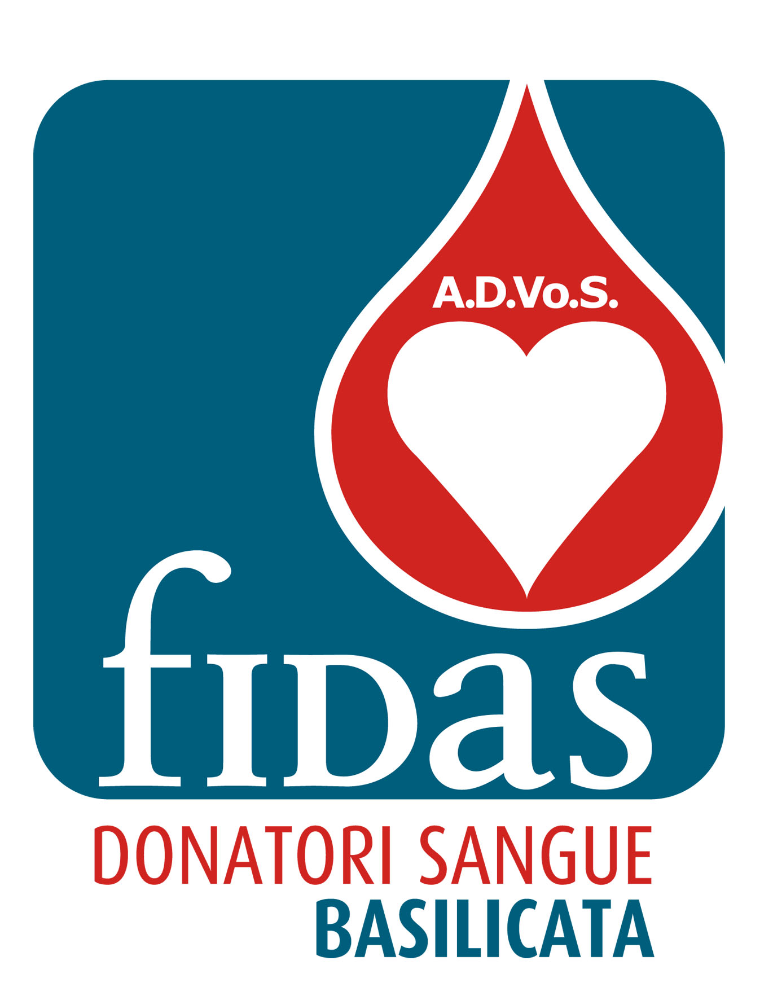 A.D.Vo.S.
fIDas
DONATORI SANGUE
BASILICATA